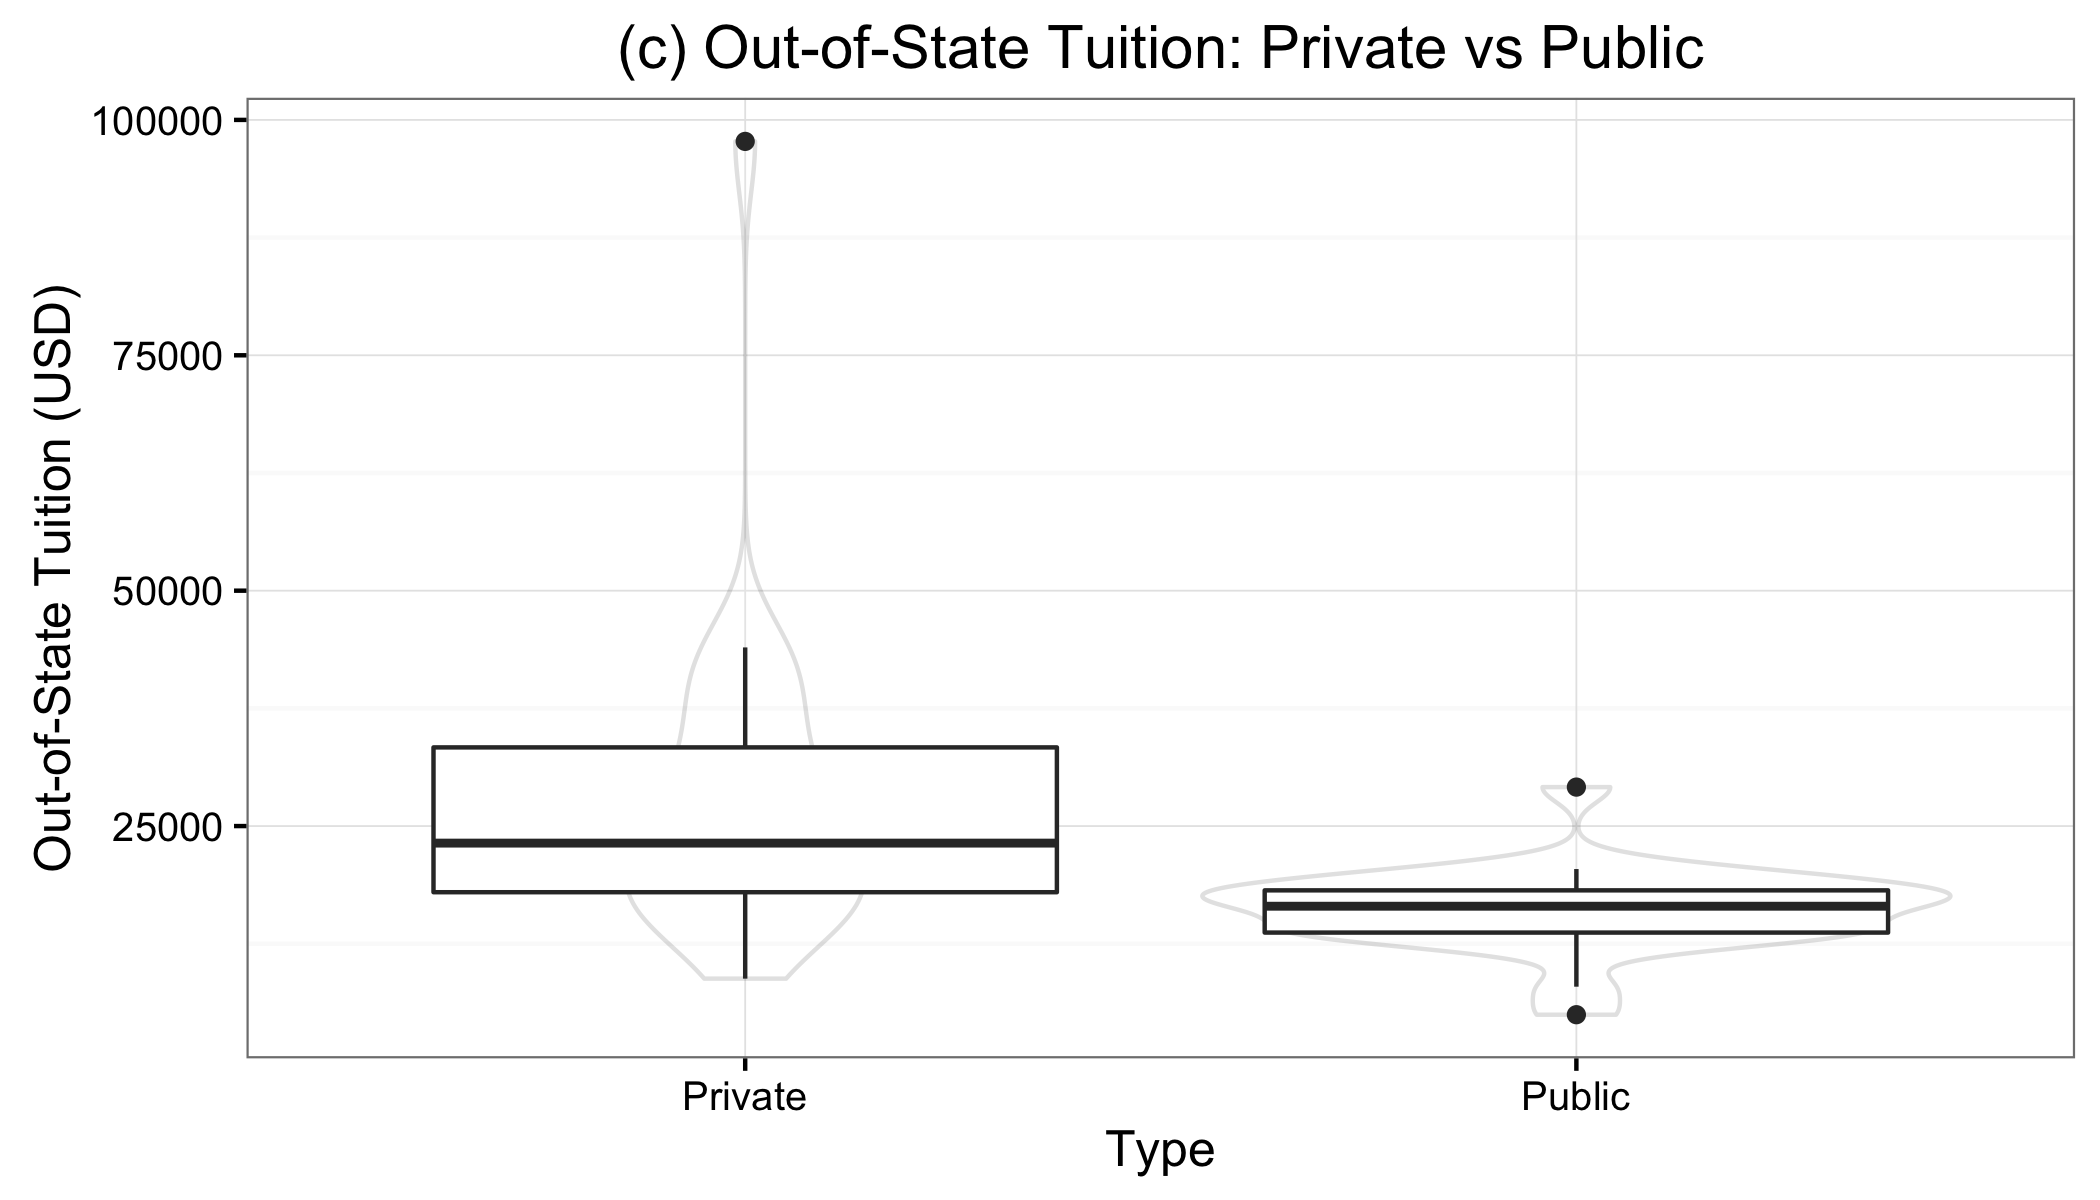 (c) Out-of-State Tuition: Private vs Public
Out-of-State Tuition (USD)
100000
75000
50000
25000
Private
Public
Type